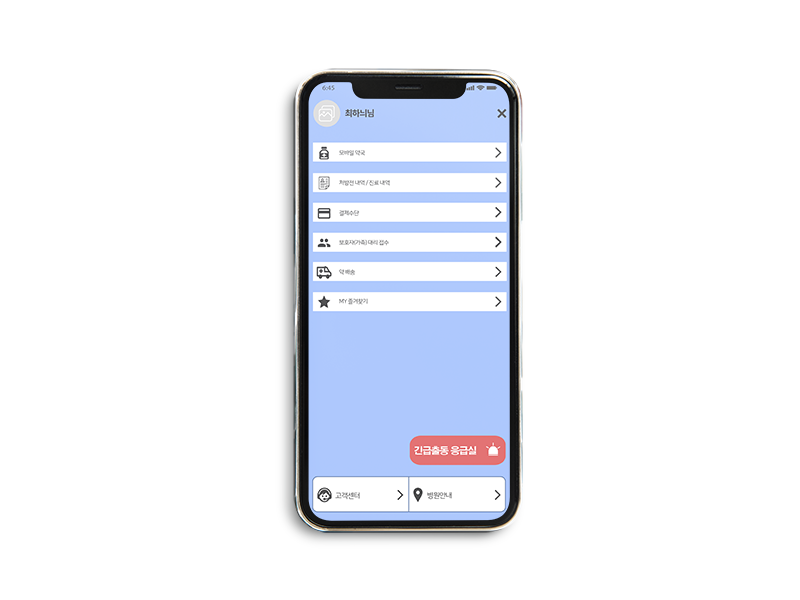 6:45
최하늬님
모바일 약국
처방전 내역 / 진료 내역
결제수단
보호자(가족) 대리 접수
약 배송
MY 즐겨찾기
긴급출동 응급실
고객센터
병원안내